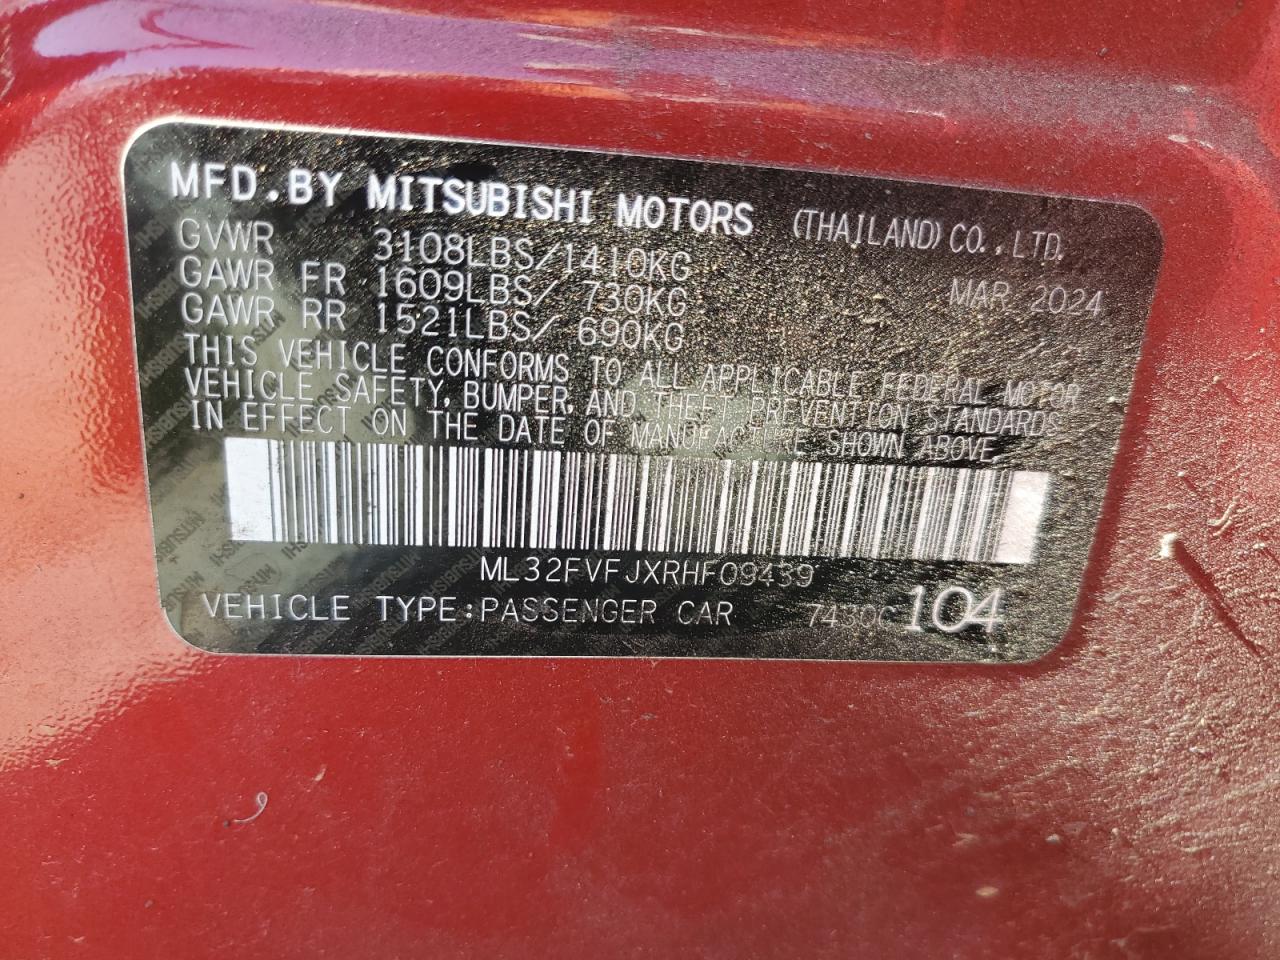 MFD.BY MITSUBISHI MOTORS (THAILAND) CO.,LTD.
GVWR 3108LBS/1410KG
GAWR FR 1609LBS/ 730KG MAR 2024
GAWR RR 1521LBS/ 690KG
THIS VEHICLE CONFORMS TO ALL APPLICABLE FEDERAL MOTOR
VEHICLE SAFETY, BUMPER, AND THEFT PREVENTION STANDARDS
IN EFFECT ON THE DATE OF MANUFACTURE SHOWN ABOVE
ML32FVFJXRHF09439
VEHICLE TYPE:PASSENGER CAR 104